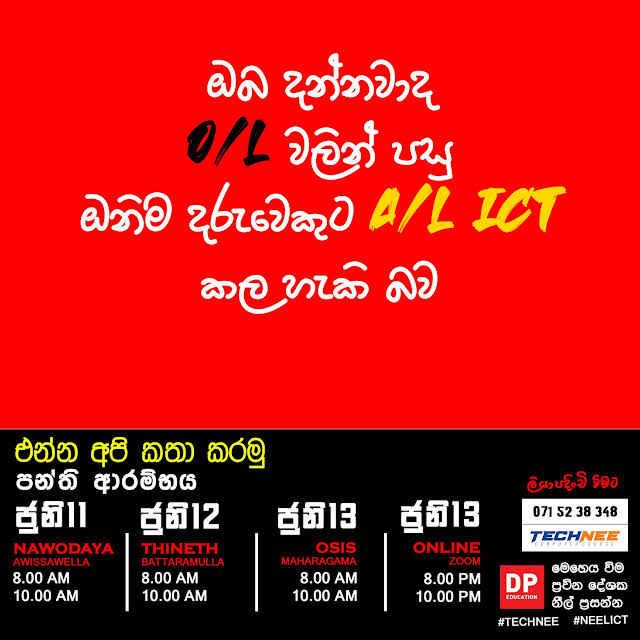 ඔබ දන්නවාද
O/L වලින් පසු
ඔනිම දරුවෙකුට A/L ICT
කල හැකි බව
එන්න අපි කතා කරමු
පන්ති ආරම්භය
ජුනි11
NAWODAYA
AWISSAWELLA
8.00 AM
10.00 AM
ජුනි12
THINETH
BATTARAMULLA
8.00 AM
10.00 AM
ජුනි13
OSIS
MAHARAGAMA
8.00 AM
10.00 AM
ජුනි13
ONLINE
ZOOM
8.00 PM
10.00 PM
ලියාපදිංචි වීමට
071 52 38 348
TECHNEE
COMPUTER COURSE
DP
EDUCATION
මෙහෙය වීම
ප්‍රවීන දේශක
නීල් ප්‍රසන්න
#TECHNEE #NEELICT